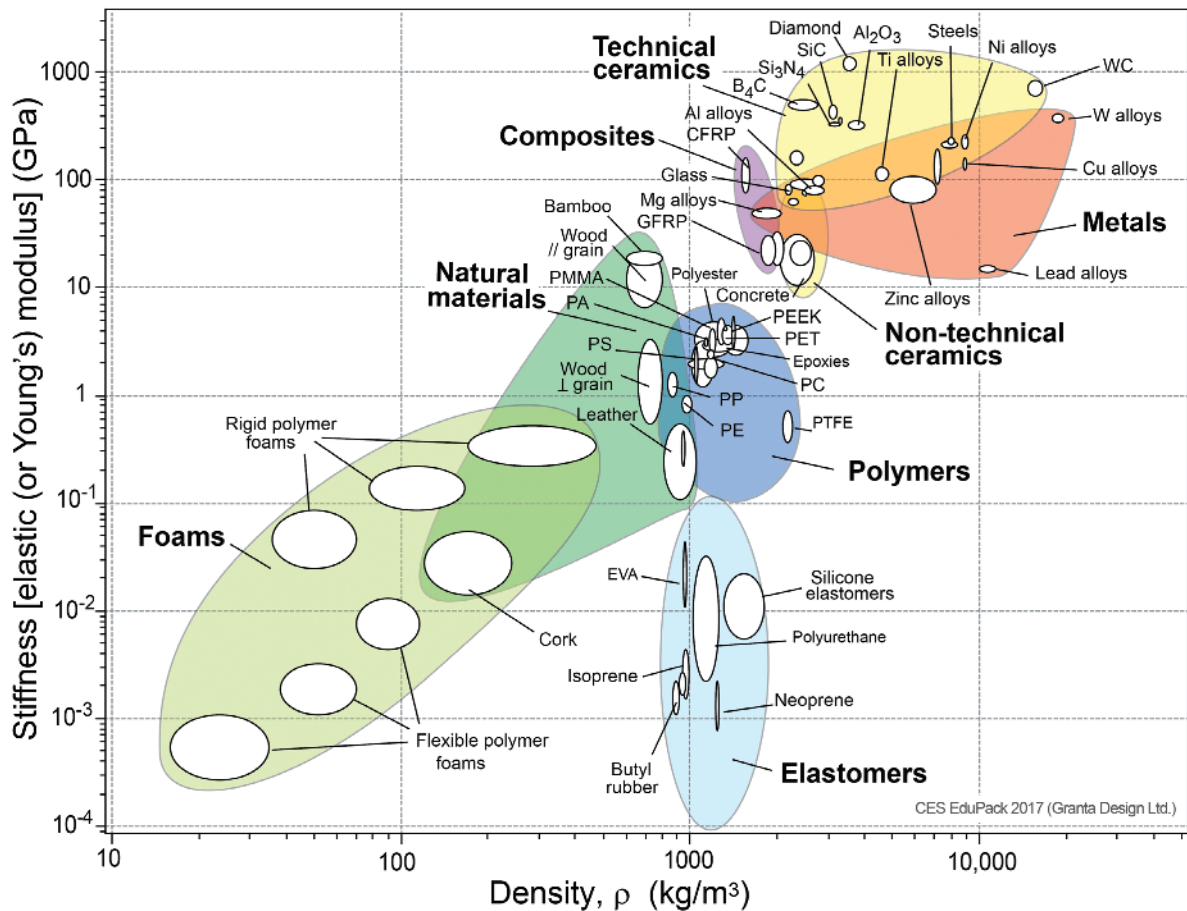 Stiffness [elastic (or Young's) modulus] (GPa)
1000
100
10
1
10⁻¹
10⁻²
10⁻³
10⁻⁴
10
100
1000
10,000
Density, ρ (kg/m³)
Technical
ceramics
Diamond
SiC
Si₃N₄
B₄C
Al₂O₃
Steels
Ni alloys
Ti alloys
WC
W alloys
Al alloys
CFRP
Composites
Glass
Cu alloys
Mg alloys
GFRP
Metals
Bamboo
Wood
// grain
Natural
materials
PMMA
PA
Polyester
Concrete
Zinc alloys
Lead alloys
Non-technical
ceramics
PEEK
PET
Epoxies
PS
PC
Wood
⊥ grain
PP
PE
Leather
PTFE
Polymers
Rigid polymer
foams
Foams
Cork
EVA
Silicone
elastomers
Polyurethane
Isoprene
Neoprene
Flexible polymer
foams
Butyl
rubber
Elastomers
CES EduPack 2017 (Granta Design Ltd.)